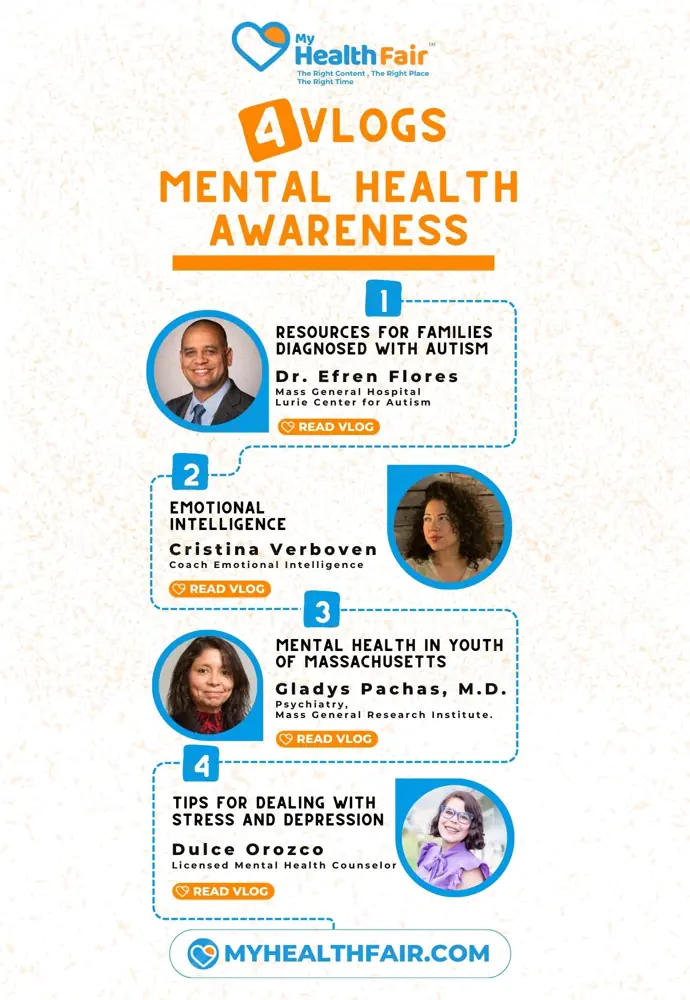 My
HealthFair™
The Right Content , The Right Place
The Right Time
4 VLOGS
MENTAL HEALTH
AWARENESS
1
RESOURCES FOR FAMILIES
DIAGNOSED WITH AUTISM
Dr. Efren Flores
Mass General Hospital
Lurie Center for Autism
READ VLOG
2
EMOTIONAL
INTELLIGENCE
Cristina Verboven
Coach Emotional Intelligence
READ VLOG
3
MENTAL HEALTH IN YOUTH
OF MASSACHUSETTS
Gladys Pachas, M.D.
Psychiatry,
Mass General Research Institute.
READ VLOG
4
TIPS FOR DEALING WITH
STRESS AND DEPRESSION
Dulce Orozco
Licensed Mental Health Counselor
READ VLOG
MYHEALTHFAIR.COM